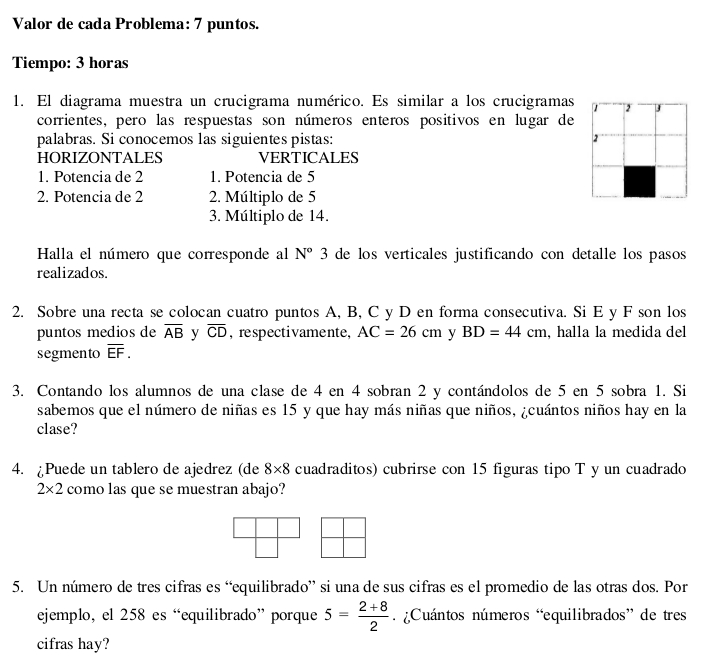 Valor de cada Problema: 7 puntos.
Tiempo: 3 horas
1. El diagrama muestra un crucigrama numérico. Es similar a los crucigramas
corrientes, pero las respuestas son números enteros positivos en lugar de
palabras. Si conocemos las siguientes pistas:
HORIZONTALES VERTICALES
1. Potencia de 2 1. Potencia de 5
2. Potencia de 2 2. Múltiplo de 5
3. Múltiplo de 14.
1 2 3
2
Halla el número que corresponde al Nº 3 de los verticales justificando con detalle los pasos
realizados.
2. Sobre una recta se colocan cuatro puntos A, B, C y D en forma consecutiva. Si E y F son los
puntos medios de AB y CD, respectivamente, AC = 26 cm y BD = 44 cm, halla la medida del
segmento EF.
3. Contando los alumnos de una clase de 4 en 4 sobran 2 y contándolos de 5 en 5 sobra 1. Si
sabemos que el número de niñas es 15 y que hay más niñas que niños, ¿cuántos niños hay en la
clase?
4. ¿Puede un tablero de ajedrez (de 8×8 cuadraditos) cubrirse con 15 figuras tipo T y un cuadrado
2×2 como las que se muestran abajo?
5. Un número de tres cifras es “equilibrado” si una de sus cifras es el promedio de las otras dos. Por
ejemplo, el 258 es “equilibrado” porque 5 = (2+8)/2. ¿Cuántos números “equilibrados” de tres
cifras hay?